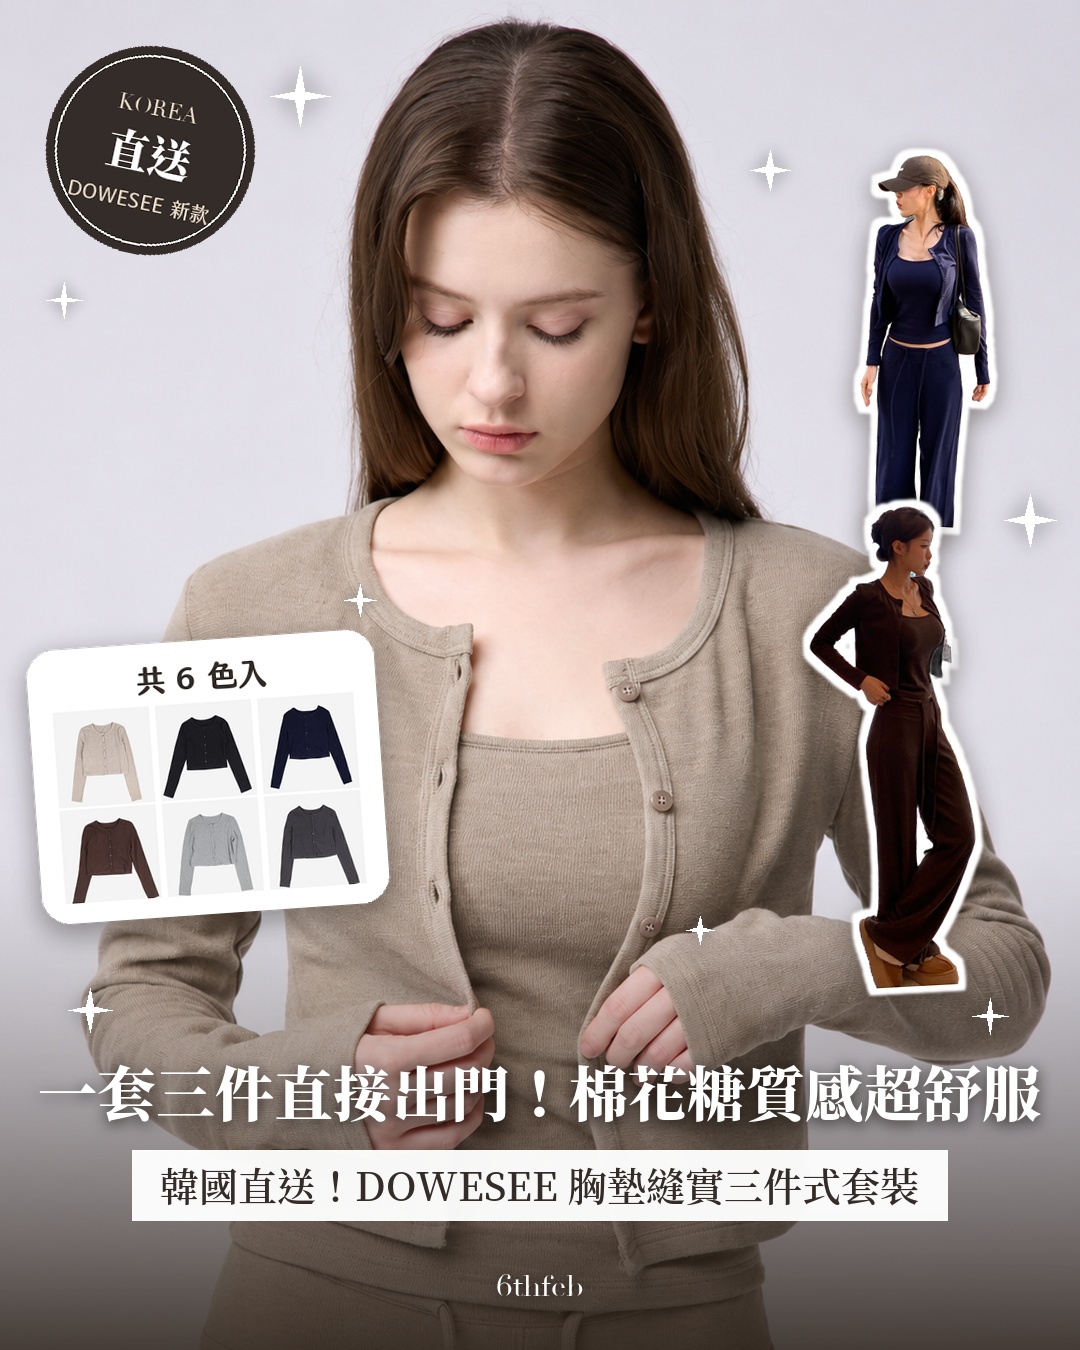 KOREA
直送
DOWESEE 新款
共 6 色入
一套三件直接出門！棉花糖質感超舒服
韓國直送！DOWESEE 胸墊縫實三件式套裝
6thfeb